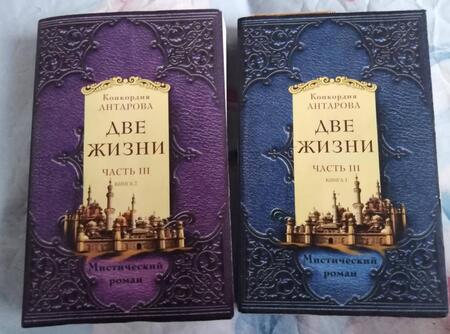 Конкордия
АНТАРОВА
ДВЕ
ЖИЗНИ
ЧАСТЬ III
КНИГА 2
Мистический
роман
Конкордия
АНТАРОВА
ДВЕ
ЖИЗНИ
ЧАСТЬ III
КНИГА 1
Мистический
роман